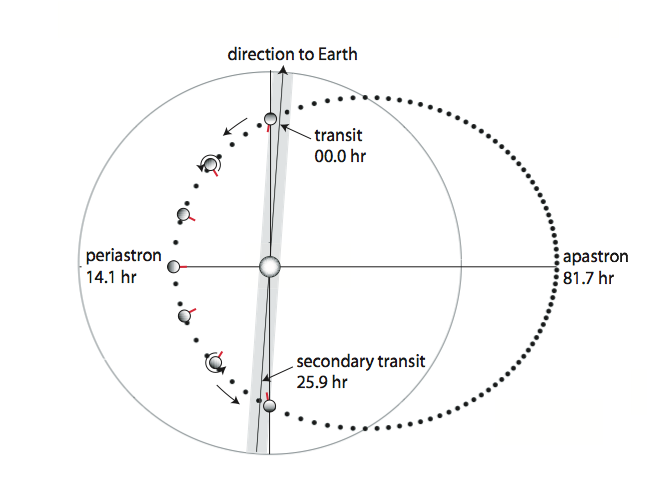 direction to Earth
transit
00.0 hr
periastron
14.1 hr
apastron
81.7 hr
secondary transit
25.9 hr